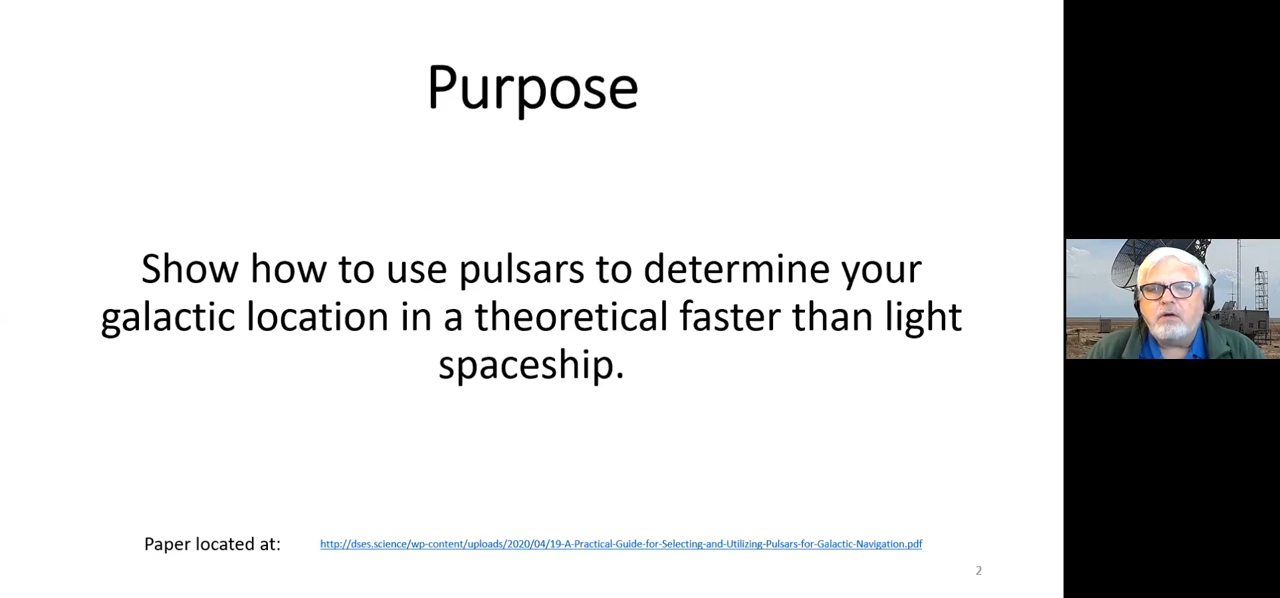 Purpose
Show how to use pulsars to determine your
galactic location in a theoretical faster than light
spaceship.
Paper located at: http://dses.science/wp-content/uploads/2020/04/19-A-Practical-Guide-for-Selecting-and-Utilizing-Pulsars-for-Galactic-Navigation.pdf
2